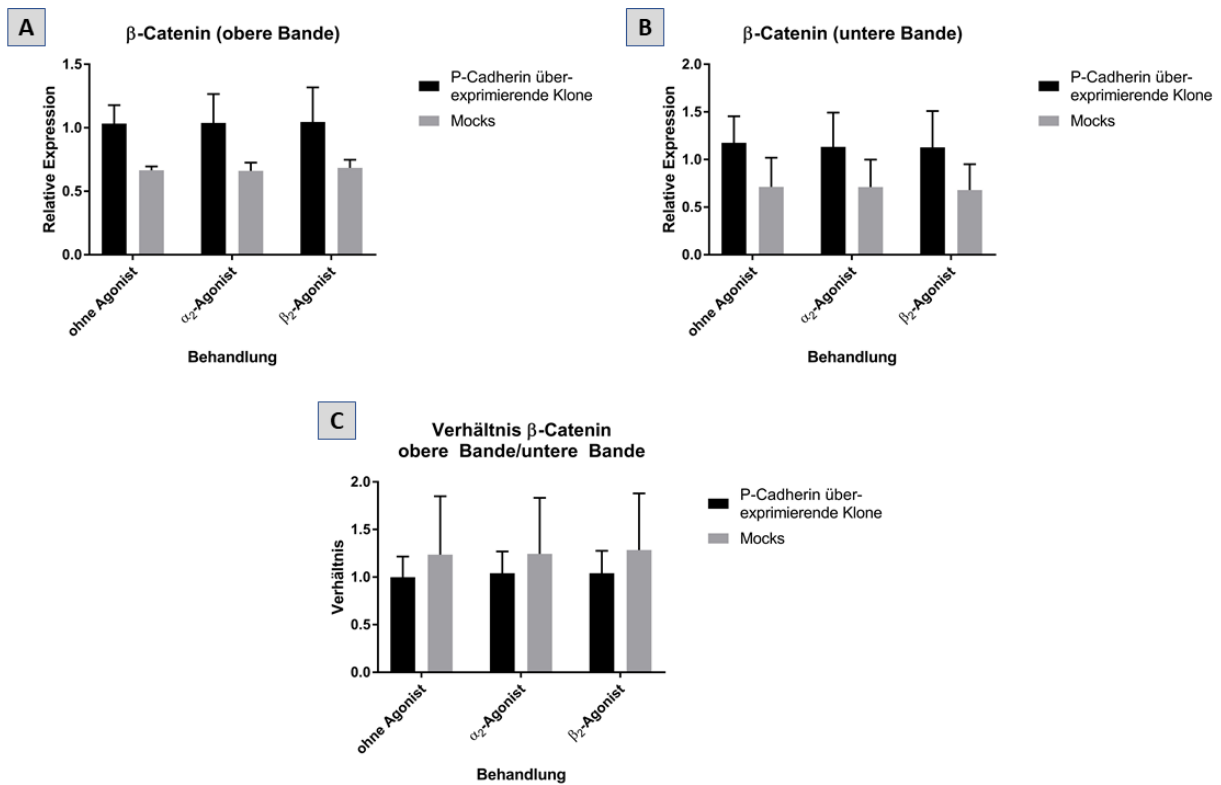 A
β-Catenin (obere Bande)
1.5
1.0
0.5
0.0
Relative Expression
ohne Agonist
α2-Agonist
β2-Agonist
Behandlung
P-Cadherin über-
exprimierende Klone
Mocks
B
β-Catenin (untere Bande)
2.0
1.5
1.0
0.5
0.0
Relative Expression
ohne Agonist
α2-Agonist
β2-Agonist
Behandlung
P-Cadherin über-
exprimierende Klone
Mocks
C
Verhältnis β-Catenin
obere Bande/untere Bande
2.0
1.5
1.0
0.5
0.0
Verhältnis
ohne Agonist
α2-Agonist
β2-Agonist
Behandlung
P-Cadherin über-
exprimierende Klone
Mocks